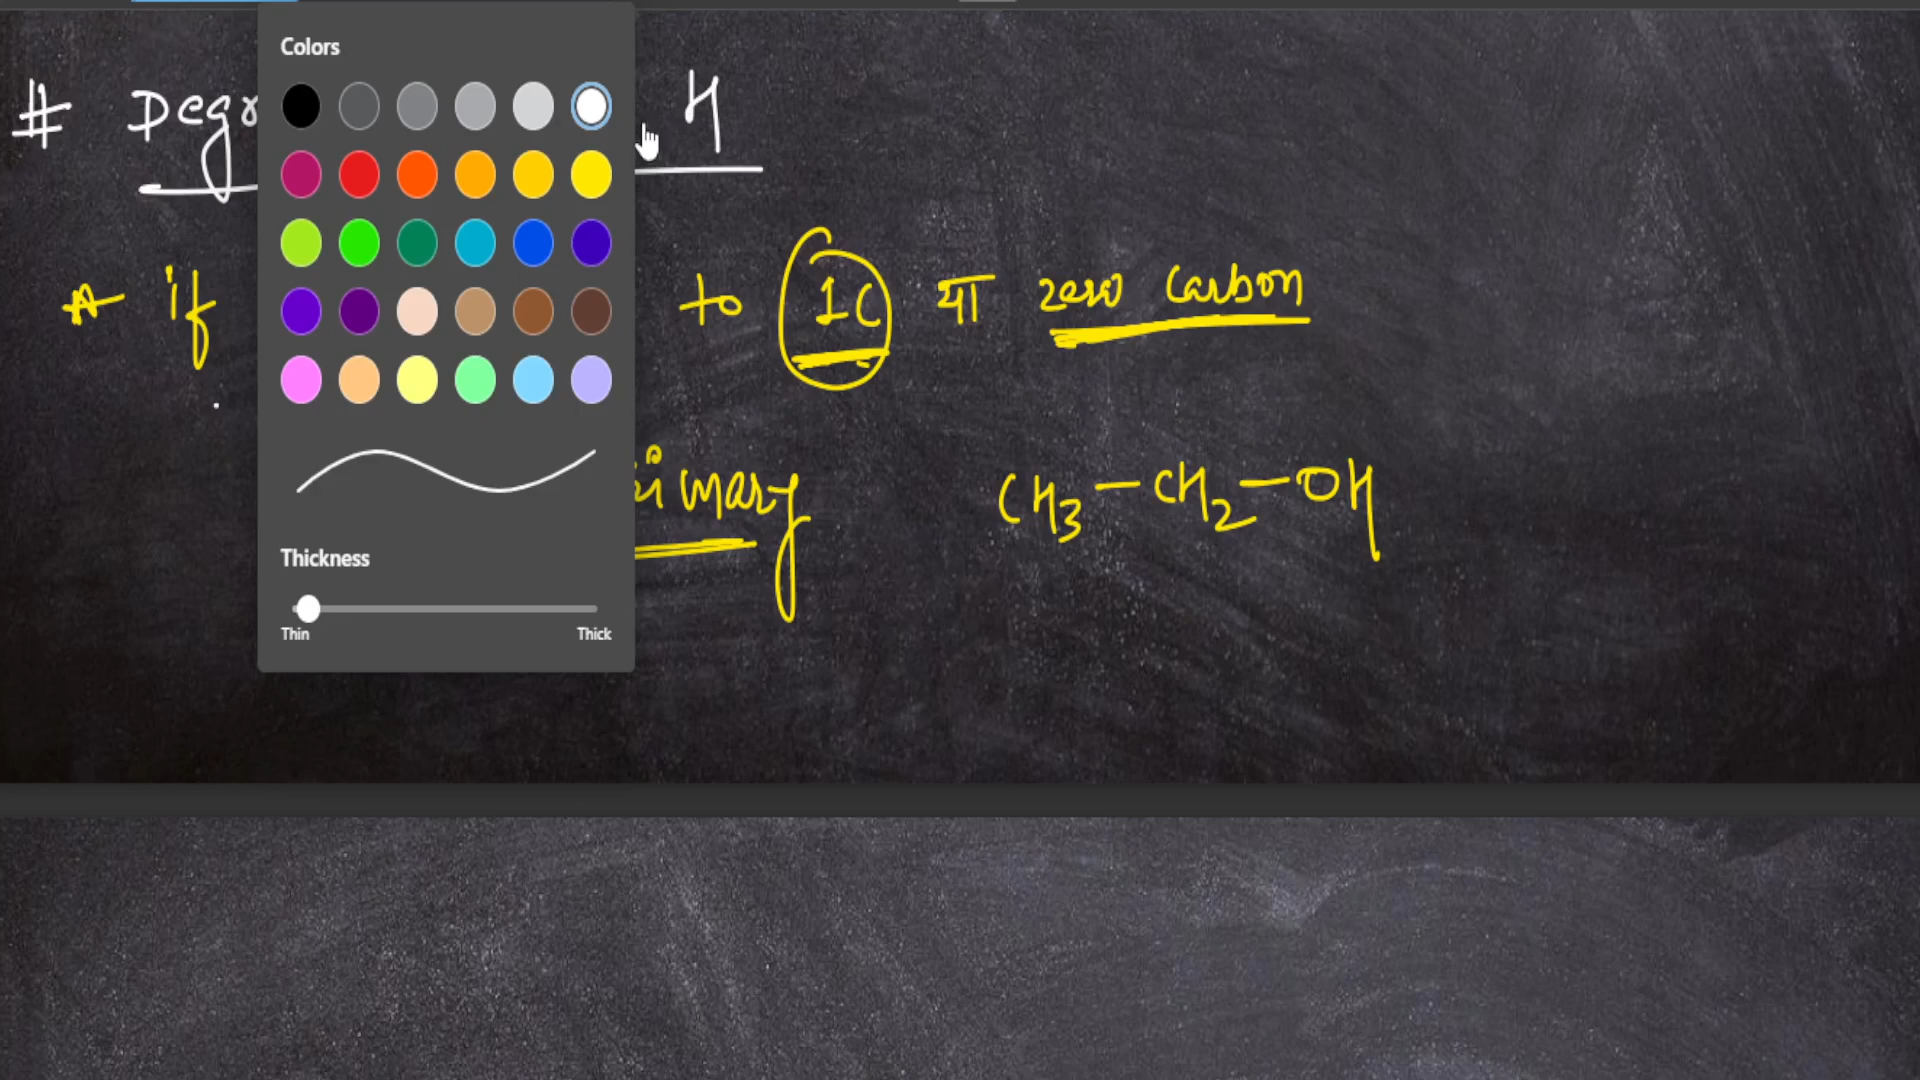 Colors
# Degr H
* if to 1C या zero carbon
imary CH3-CH2-OH
Thickness
Thin Thick